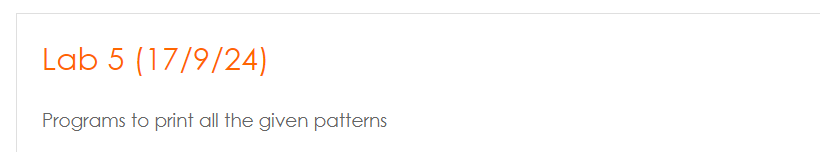 Lab 5 (17/9/24)
Programs to print all the given patterns